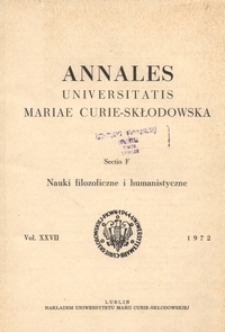 ANNALES
UNIVERSITATIS
MARIAE CURIE-SKŁODOWSKA
Sectio F
Nauki filozoficzne i humanistyczne
Vol. XXVII
1972
LUBLIN
NAKŁADEM UNIWERSYTETU MARII CURIE-SKŁODOWSKIEJ